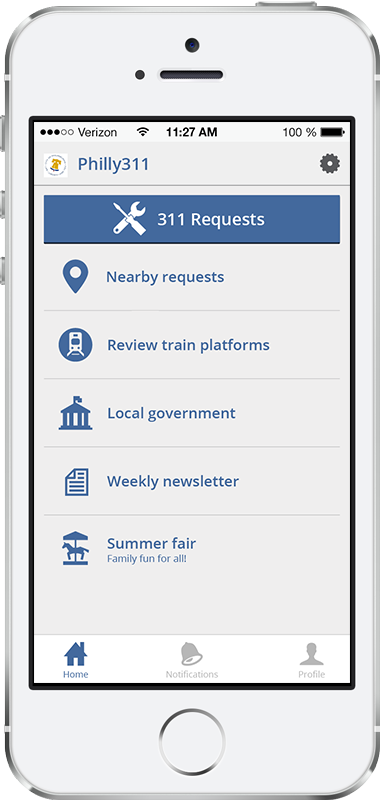 Verizon 11:27 AM 100 %
Philly311
311 Requests
Nearby requests
Review train platforms
Local government
Weekly newsletter
Summer fair
Family fun for all!
Home Notifications Profile